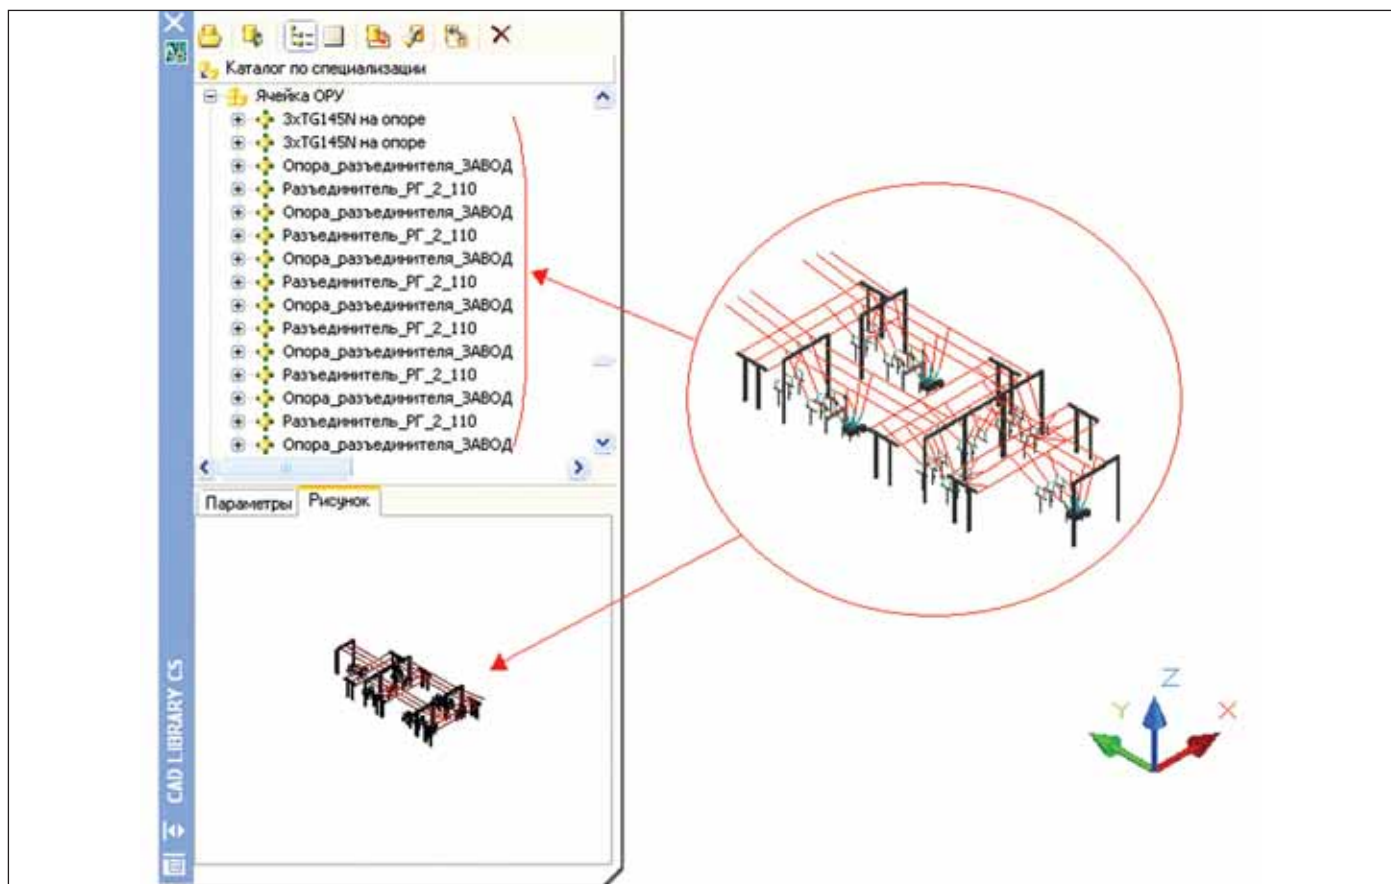 Каталог по специализации
Ячейка ОРУ
3xTG145N на опоре
3xTG145N на опоре
Опора_разъединителя_ЗАВОД
Разъединитель_РГ_2_110
Опора_разъединителя_ЗАВОД
Разъединитель_РГ_2_110
Опора_разъединителя_ЗАВОД
Разъединитель_РГ_2_110
Опора_разъединителя_ЗАВОД
Разъединитель_РГ_2_110
Опора_разъединителя_ЗАВОД
Разъединитель_РГ_2_110
Опора_разъединителя_ЗАВОД
Разъединитель_РГ_2_110
Опора_разъединителя_ЗАВОД
Параметры Рисунок
CAD LIBRARY CS
Z
Y X